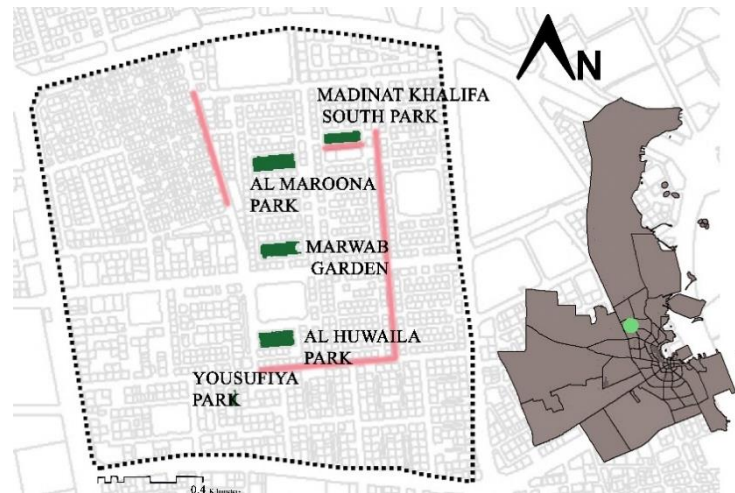 N
MADINAT KHALIFA
SOUTH PARK
AL MAROONA
PARK
MARWAB
GARDEN
AL HUWAILA
PARK
YOUSUFIYA
PARK
0.4